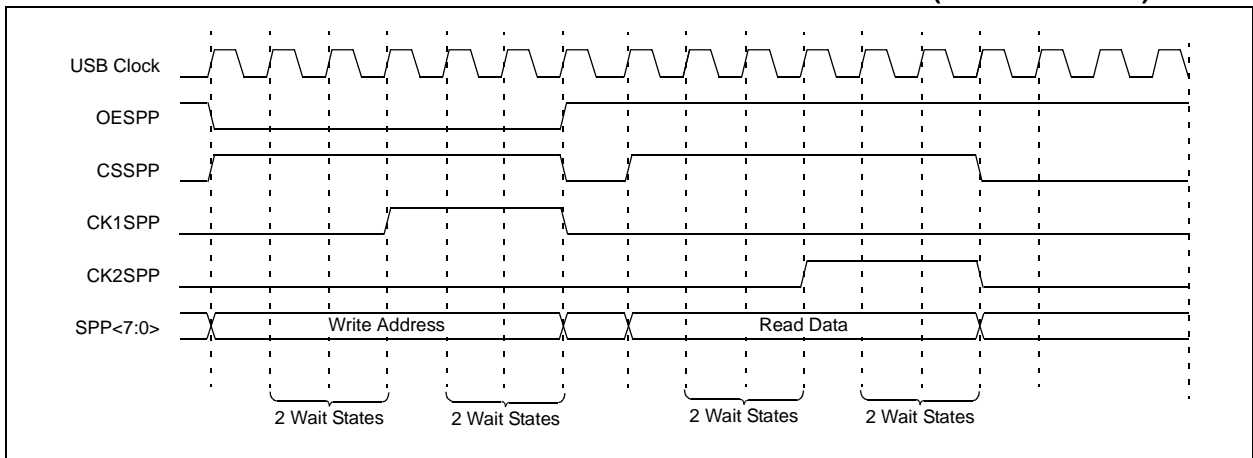 USB Clock
OESPP
CSSPP
CK1SPP
CK2SPP
SPP<7:0>
Write Address
Read Data
2 Wait States
2 Wait States
2 Wait States
2 Wait States